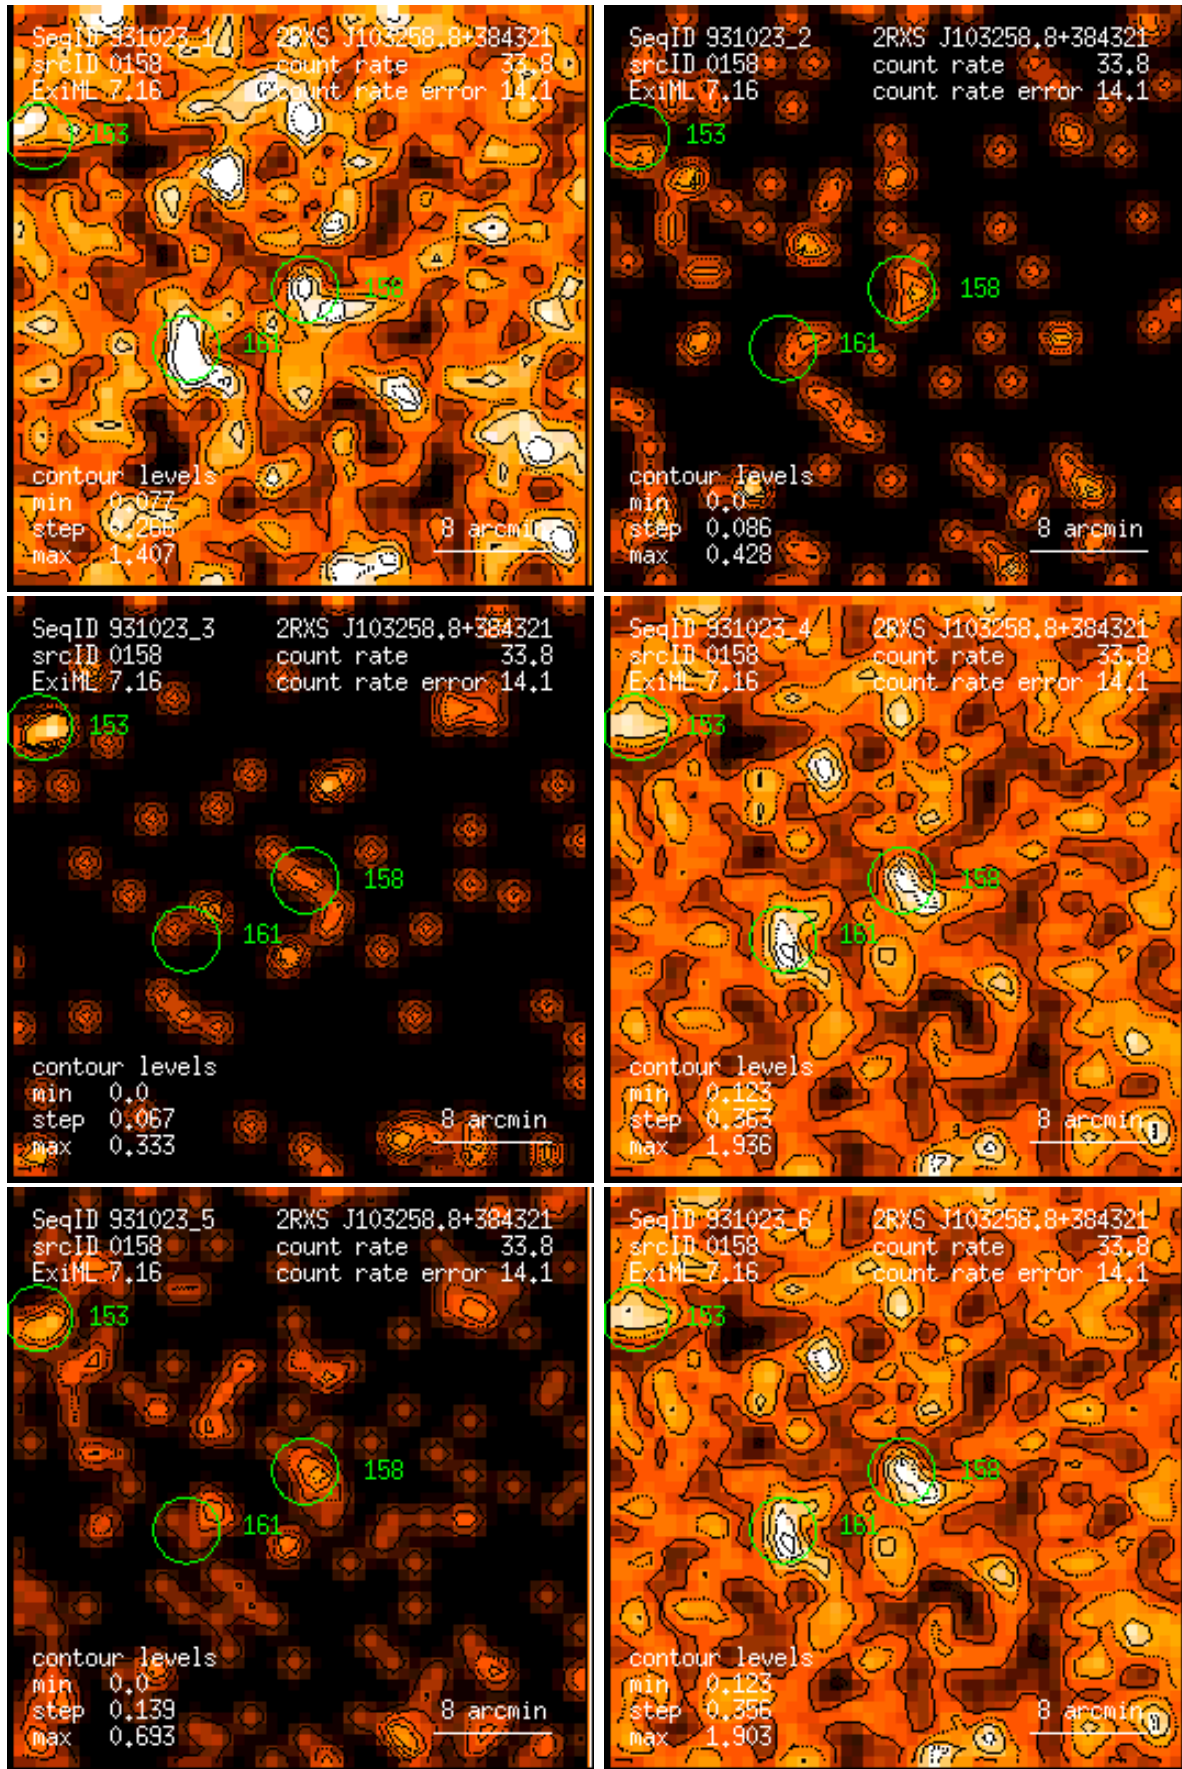 SeqID 931023_1 2RXS J103258.8+384321
srcID 0158 count rate 33.8
ExiML 7.16 count rate error 14.1
153
158
161
contour levels
min 0.077
step 0.266
max 1.407
8 arcmin
SeqID 931023_2 2RXS J103258.8+384321
srcID 0158 count rate 33.8
ExiML 7.16 count rate error 14.1
153
158
161
contour levels
min 0.0
step 0.086
max 0.428
8 arcmin
SeqID 931023_3 2RXS J103258.8+384321
srcID 0158 count rate 33.8
ExiML 7.16 count rate error 14.1
153
158
161
contour levels
min 0.0
step 0.067
max 0.333
8 arcmin
SeqID 931023_4 2RXS J103258.8+384321
srcID 0158 count rate 33.8
ExiML 7.16 count rate error 14.1
153
158
161
contour levels
min 0.123
step 0.363
max 1.936
8 arcmin
SeqID 931023_5 2RXS J103258.8+384321
srcID 0158 count rate 33.8
ExiML 7.16 count rate error 14.1
153
158
161
contour levels
min 0.0
step 0.139
max 0.693
8 arcmin
SeqID 931023_6 2RXS J103258.8+384321
srcID 0158 count rate 33.8
ExiML 7.16 count rate error 14.1
153
158
161
contour levels
min 0.123
step 0.356
max 1.903
8 arcmin